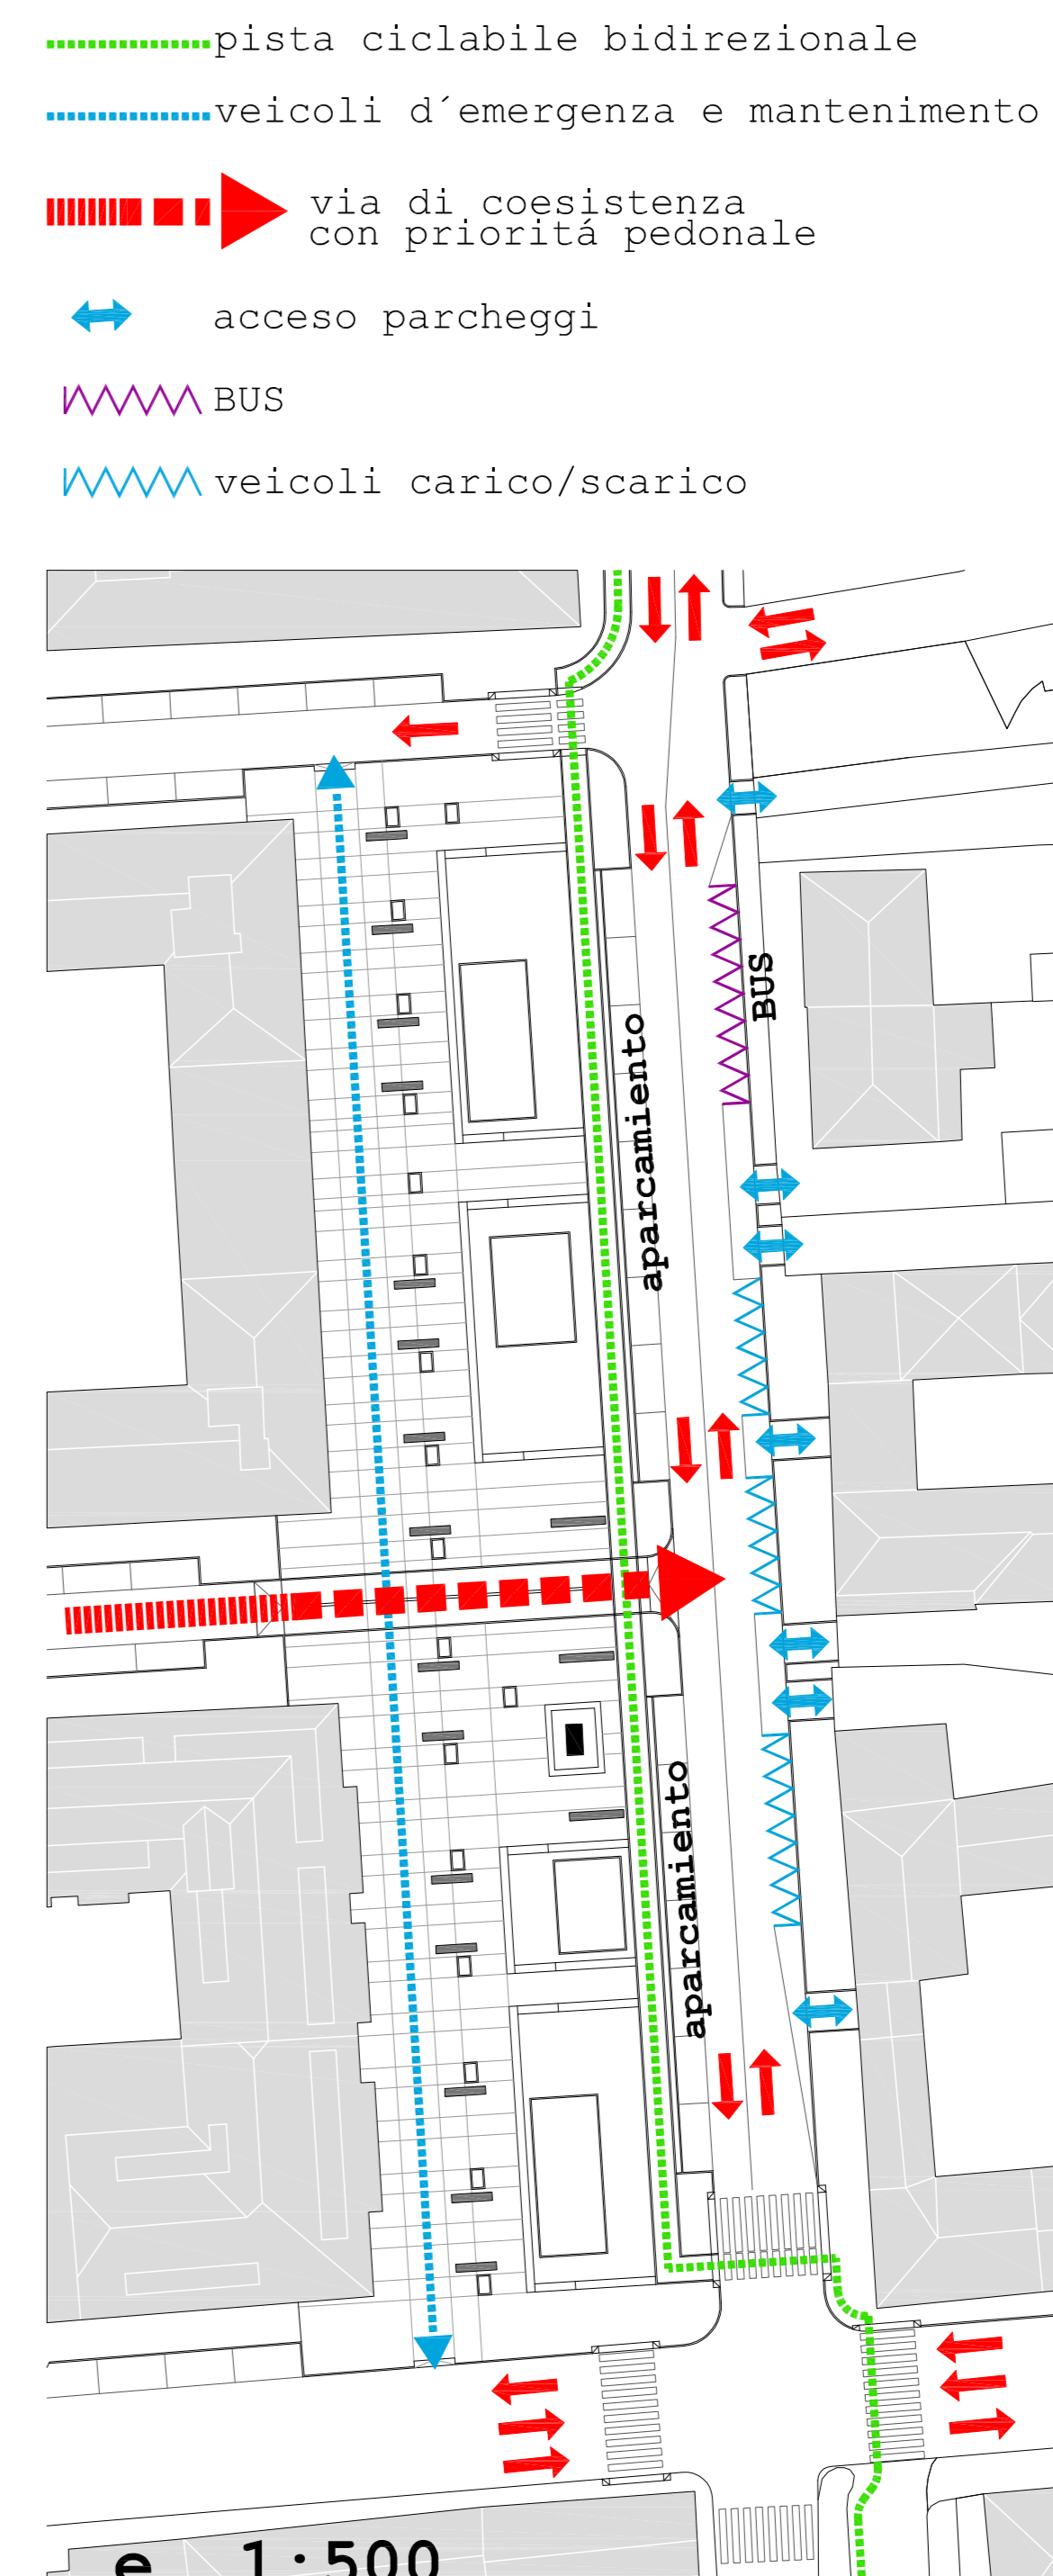 pista ciclabile bidirezionale
veicoli d´emergenza e mantenimento
via di coesistenza
con prioritá pedonale
acceso parcheggi
BUS
veicoli carico/scarico
BUS
aparcamiento
aparcamiento
e 1:500